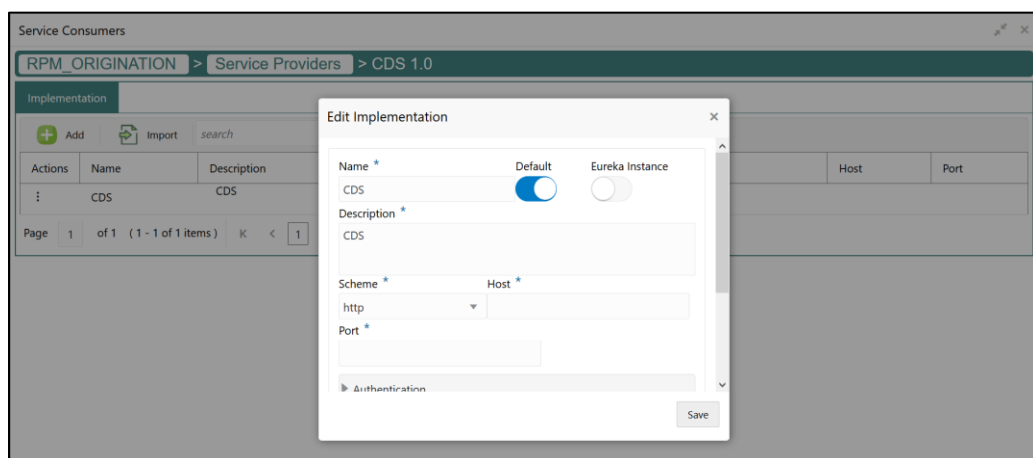 Service Consumers
RPM_ORIGINATION > Service Providers > CDS 1.0
Implementation
Add Import search
Actions Name Description Host Port
CDS CDS
Page 1 of 1 ( 1 - 1 of 1 items ) K < 1
Edit Implementation
Name * Default Eureka Instance
CDS
Description *
CDS
Scheme * Host *
http
Port *
Authentication
Save